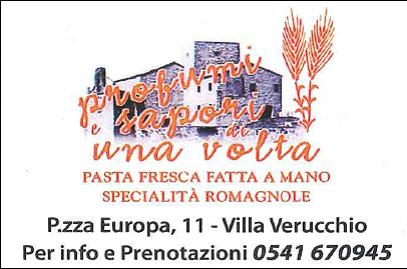 profumi
e sapori di
una volta
PASTA FRESCA FATTA A MANO
SPECIALITÀ ROMAGNOLE
P.zza Europa, 11 - Villa Verucchio
Per info e Prenotazioni 0541 670945